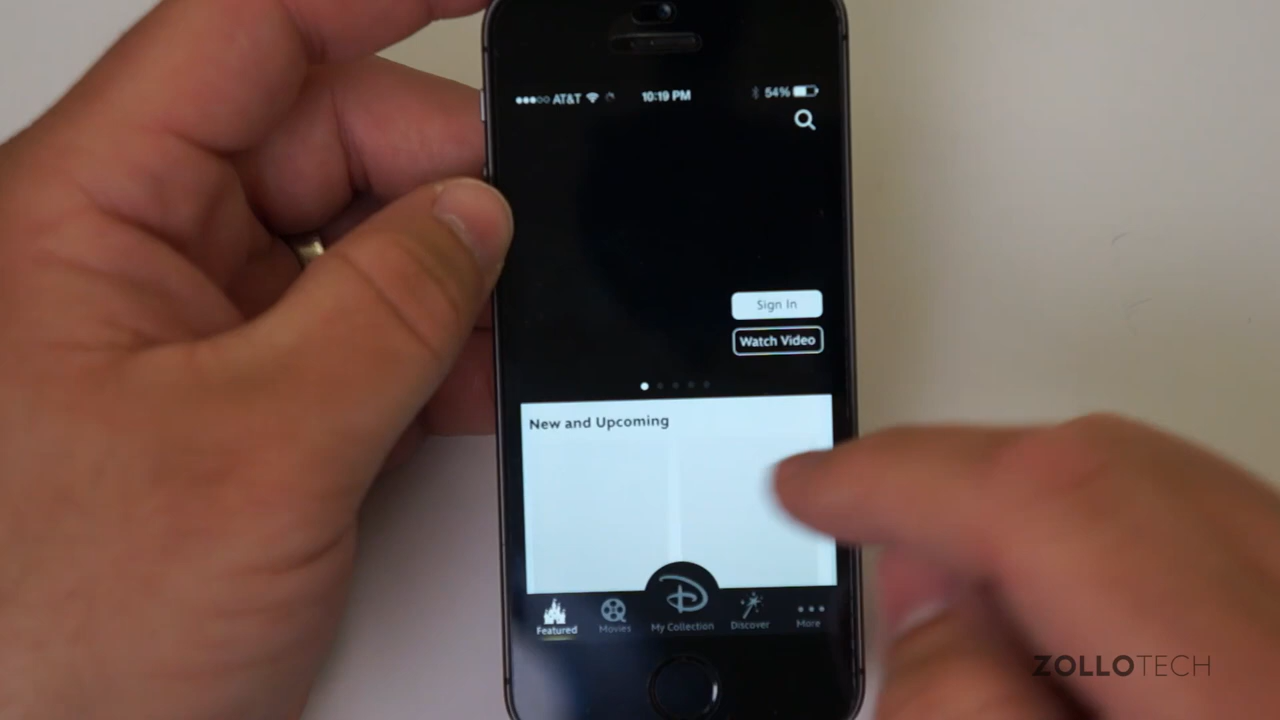 AT&T 10:19 PM 54%
Sign In
Watch Video
New and Upcoming
Featured Movies My Collection Discover More
ZOLLOTECH